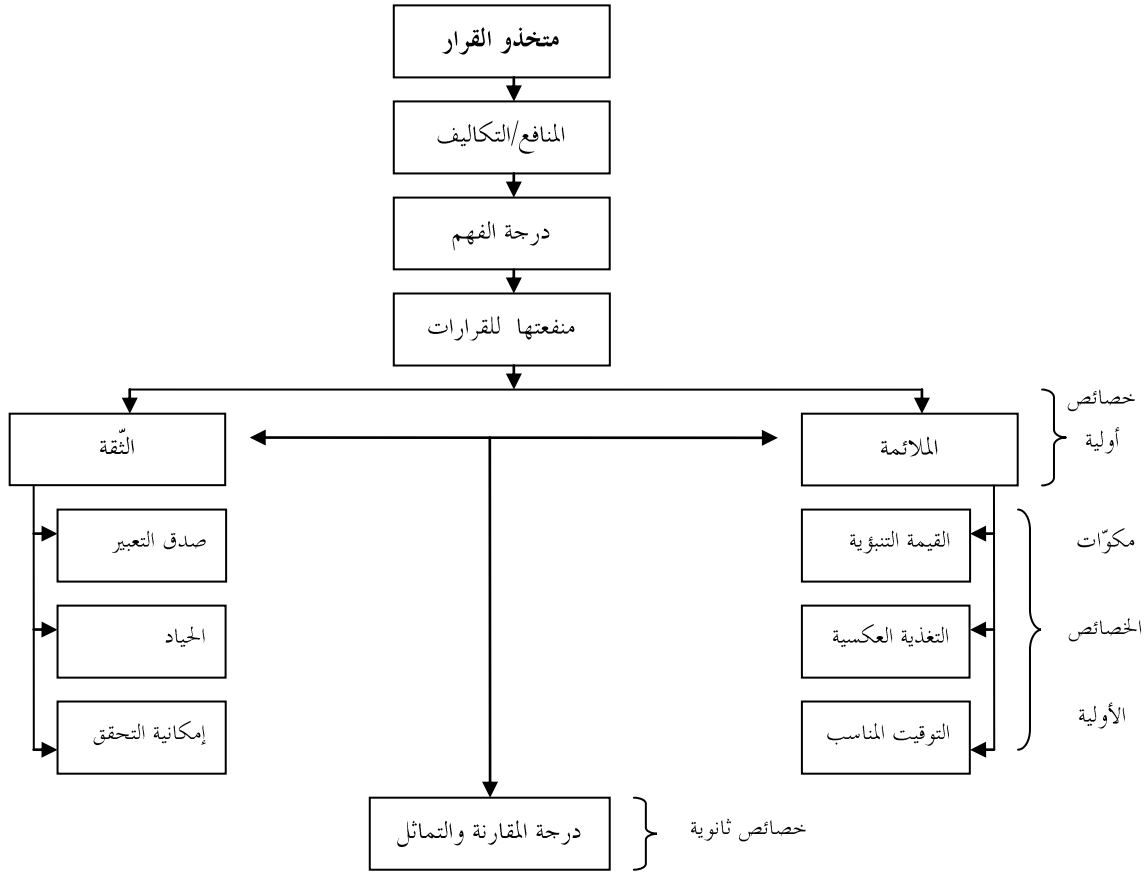 متخذو القرار
المنافع/التكاليف
درجة الفهم
منفعتها للقرارات
خصائص
أولية
الملائمة
الثّقة
مكوّات
القيمة التنبؤية
صدق التعبير
الخصائص
التغذية العكسية
الحياد
الأولية
التوقيت المناسب
إمكانية التحقق
خصائص ثانوية
درجة المقارنة والتماثل